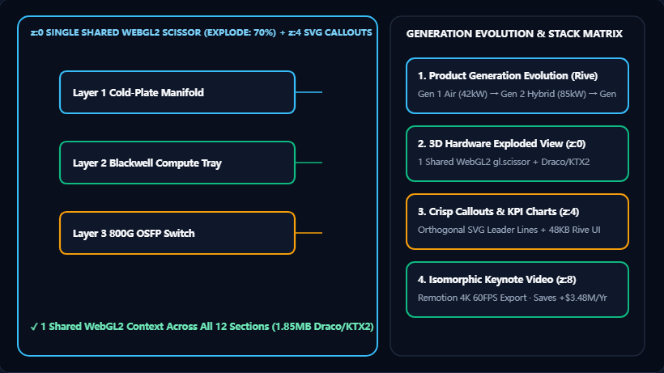 z:0 SINGLE SHARED WEBGL2 SCISSOR (EXPLODE: 70%) + z:4 SVG CALLOUTS
Layer 1 Cold-Plate Manifold
Layer 2 Blackwell Compute Tray
Layer 3 800G OSFP Switch
✓ 1 Shared WebGL2 Context Across All 12 Sections (1.85MB Draco/KTX2)
GENERATION EVOLUTION & STACK MATRIX
1. Product Generation Evolution (Rive)
Gen 1 Air (42kW) → Gen 2 Hybrid (85kW) → Gen
2. 3D Hardware Exploded View (z:0)
1 Shared WebGL2 gl.scissor + Draco/KTX2
3. Crisp Callouts & KPI Charts (z:4)
Orthogonal SVG Leader Lines + 48KB Rive UI
4. Isomorphic Keynote Video (z:8)
Remotion 4K 60FPS Export · Saves +$3.48M/Yr